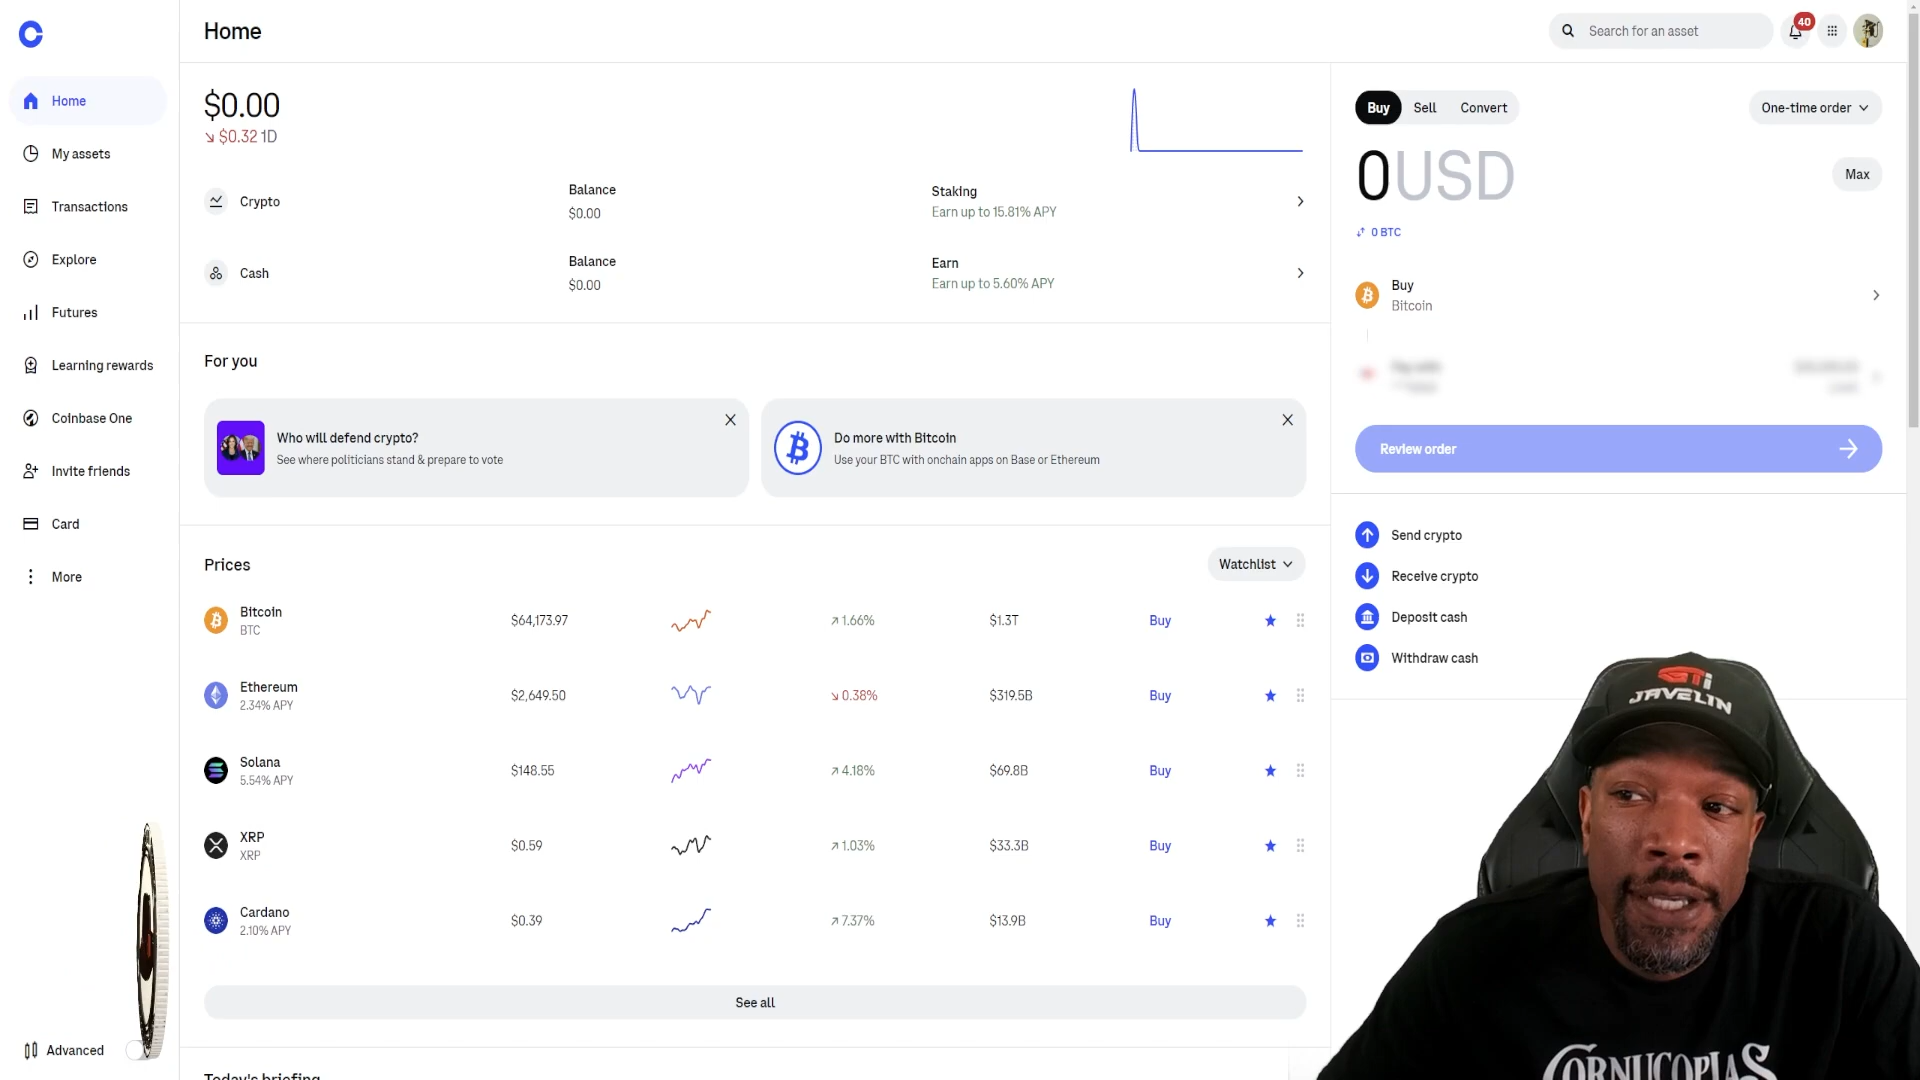 Home
Search for an asset
40
Home
My assets
Transactions
Explore
Futures
Learning rewards
Coinbase One
Invite friends
Card
More
Advanced
$0.00
↘ $0.32 1D
Crypto
Balance
$0.00
Staking
Earn up to 15.81% APY
Cash
Balance
$0.00
Earn
Earn up to 5.60% APY
For you
Who will defend crypto?
See where politicians stand & prepare to vote
Do more with Bitcoin
Use your BTC with onchain apps on Base or Ethereum
Prices
Watchlist
Bitcoin
BTC
$64,173.97
↗ 1.66%
$1.3T
Buy
Ethereum
2.34% APY
$2,649.50
↘ 0.38%
$319.5B
Buy
Solana
5.54% APY
$148.55
↗ 4.18%
$69.8B
Buy
XRP
XRP
$0.59
↗ 1.03%
$33.3B
Buy
Cardano
2.10% APY
$0.39
↗ 7.37%
$13.9B
Buy
See all
Today's briefing
Buy Sell Convert
One-time order
0USD
Max
0 BTC
Buy
Bitcoin
Review order
Send crypto
Receive crypto
Deposit cash
Withdraw cash
GTi
JAVELIN
CORNUCOPIAS